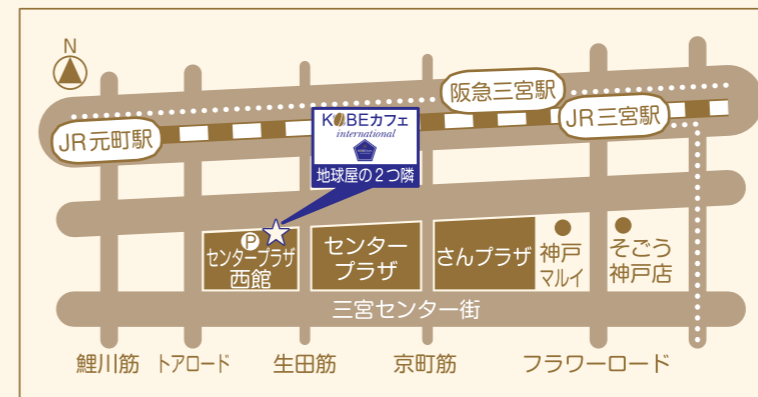 N
阪急三宮駅
JR三宮駅
JR元町駅
KOBEカフェ
international
地球屋の2つ隣
P
センタープラザ
西館
センター
プラザ
さんプラザ
神戸
マルイ
そごう
神戸店
三宮センター街
鯉川筋
トアロード
生田筋
京町筋
フラワーロード